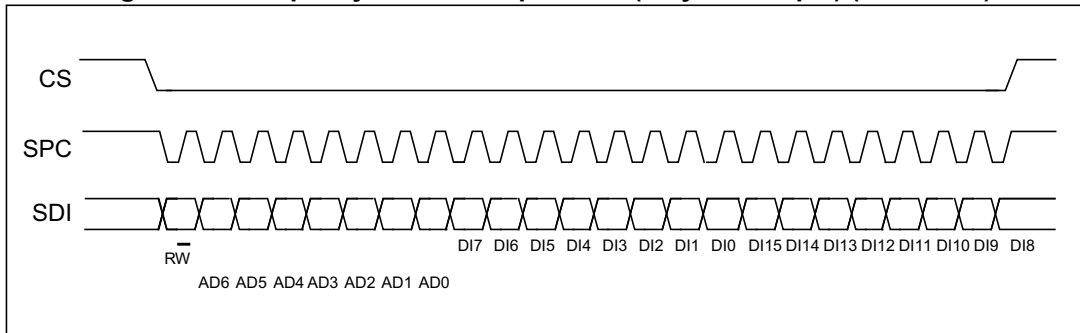 CS
SPC
SDI
RW
DI7 DI6 DI5 DI4 DI3 DI2 DI1 DI0 DI15 DI14 DI13 DI12 DI11 DI10 DI9 DI8
AD6 AD5 AD4 AD3 AD2 AD1 AD0